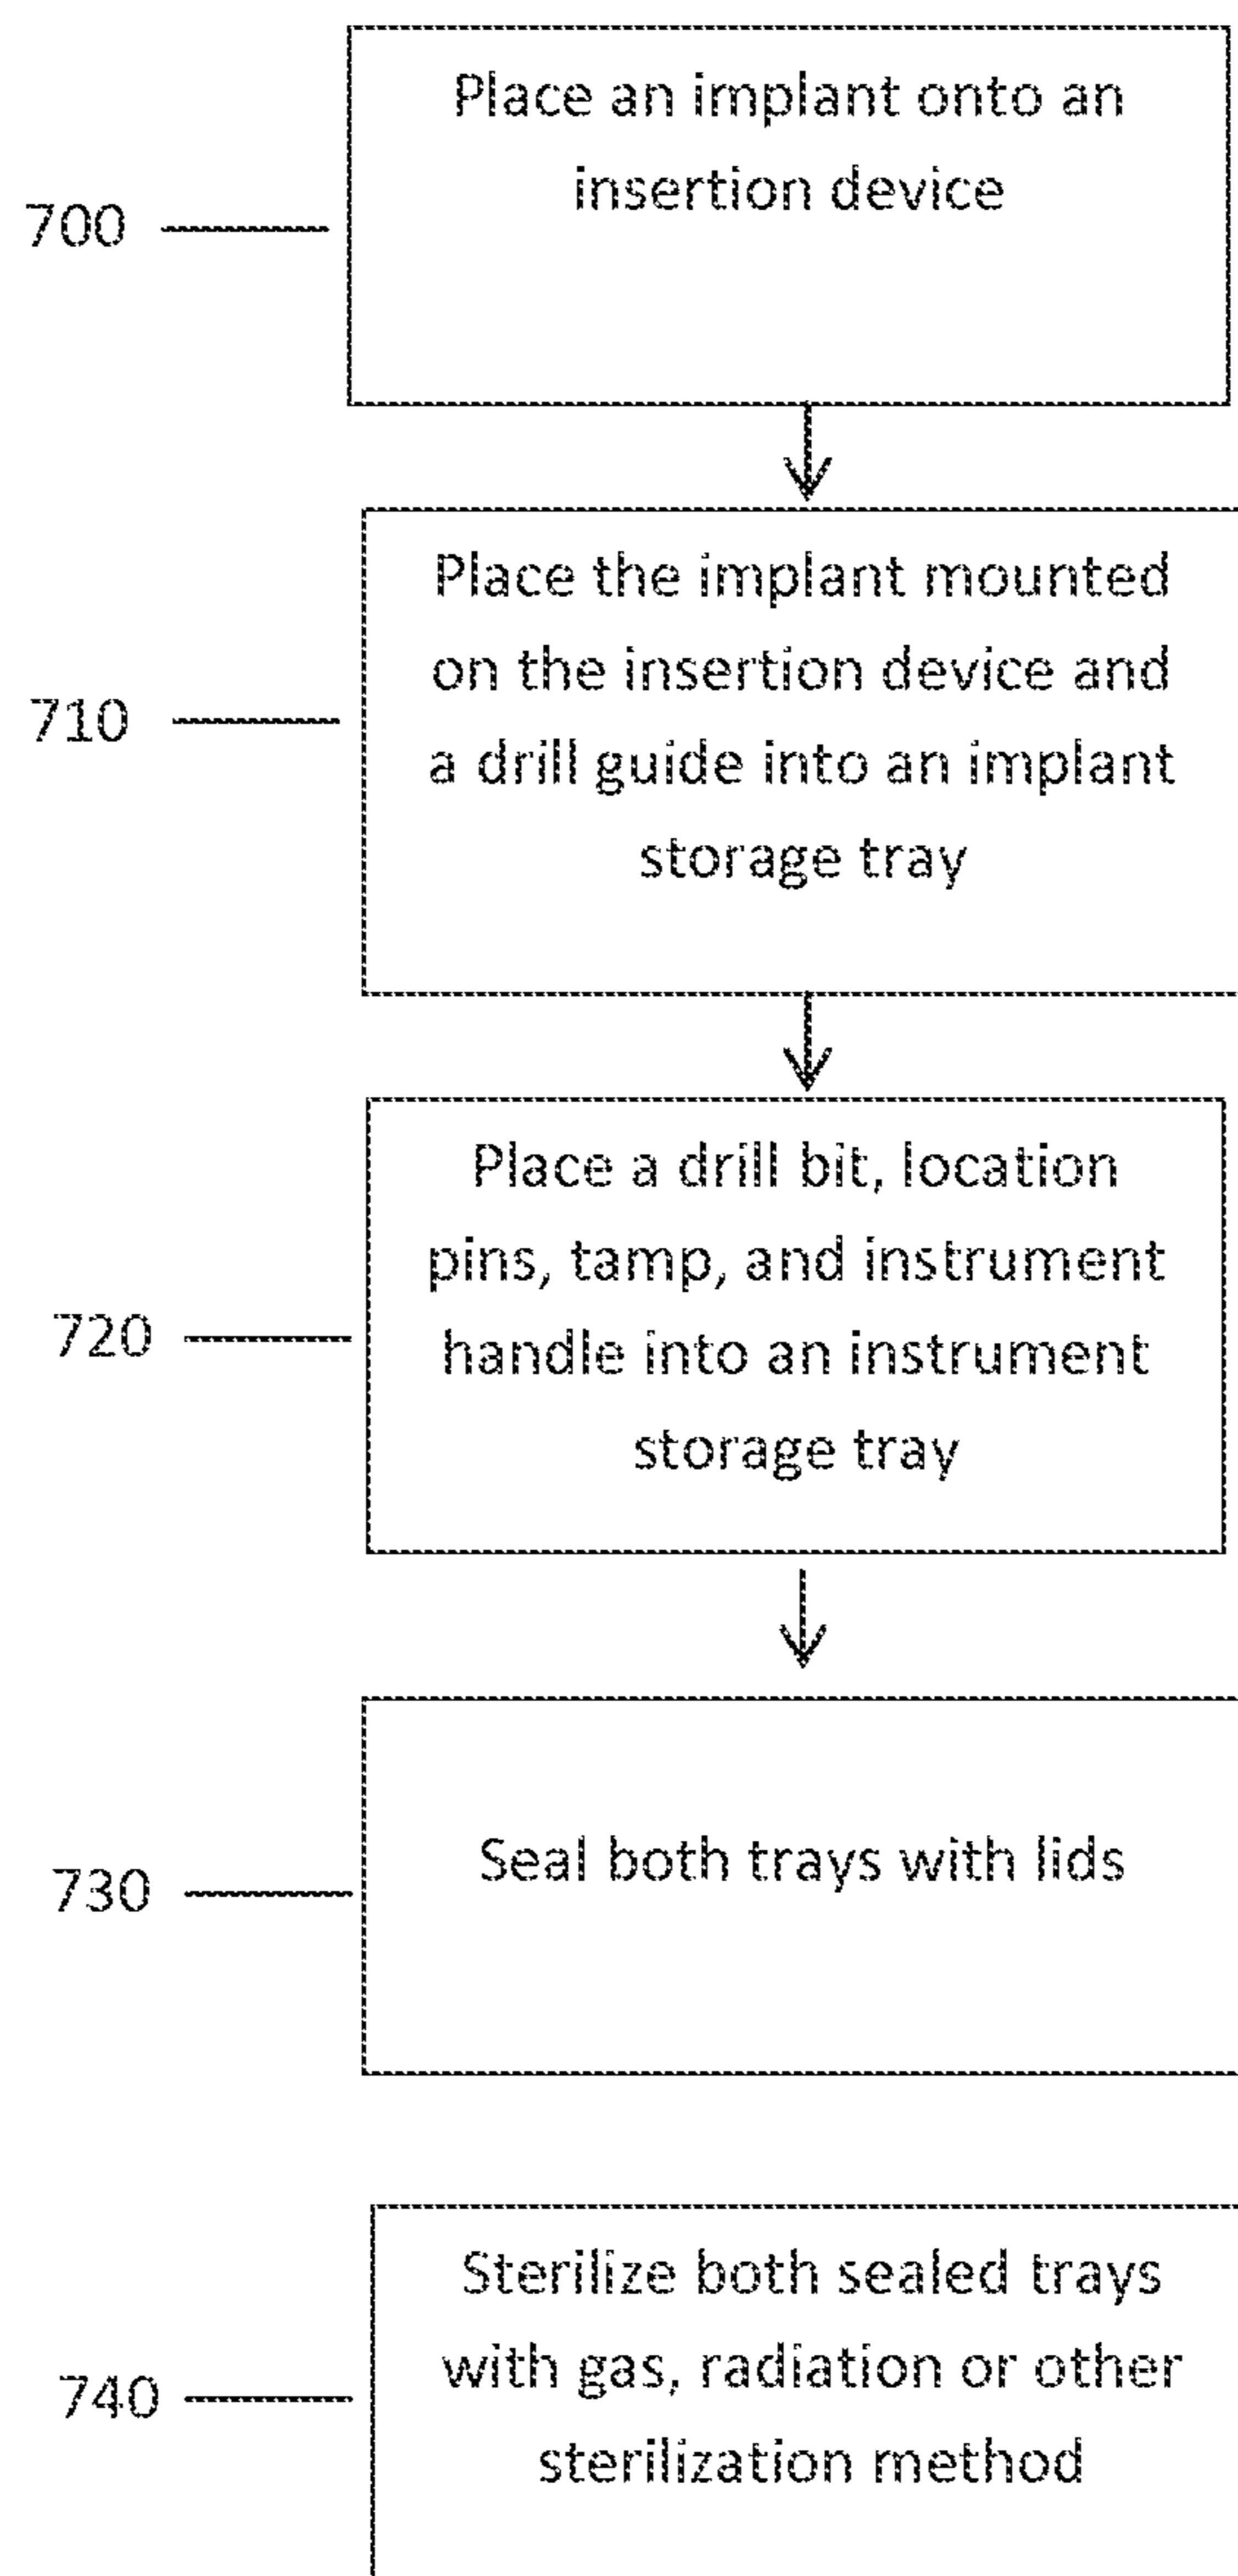 Place an implant onto an
insertion device
700
Place the implant mounted
on the insertion device and
710
a drill guide into an implant
storage tray
Place a drill bit, location
pins, tamp, and instrument
720
handle into an instrument
storage tray
Seal both trays with lids
730
Sterilize both sealed trays
with gas, radiation or other
740
sterilization method